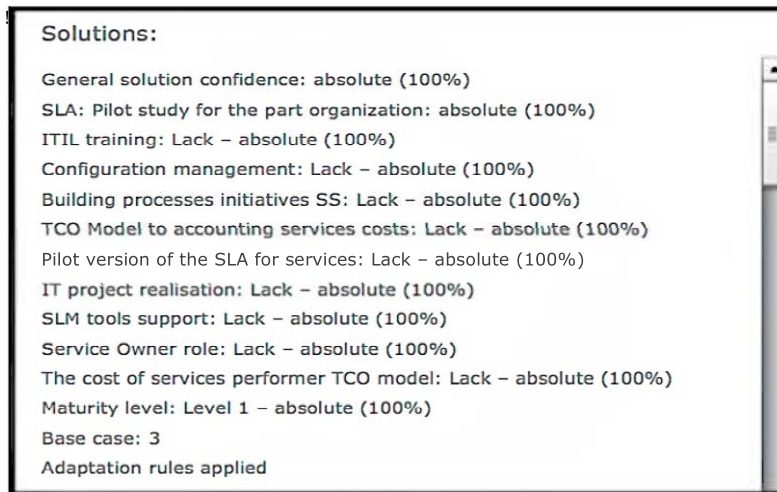 Solutions:
General solution confidence: absolute (100%)
SLA: Pilot study for the part organization: absolute (100%)
ITIL training: Lack – absolute (100%)
Configuration management: Lack – absolute (100%)
Building processes initiatives SS: Lack – absolute (100%)
TCO Model to accounting services costs: Lack – absolute (100%)
Pilot version of the SLA for services: Lack – absolute (100%)
IT project realisation: Lack – absolute (100%)
SLM tools support: Lack – absolute (100%)
Service Owner role: Lack – absolute (100%)
The cost of services performer TCO model: Lack – absolute (100%)
Maturity level: Level 1 – absolute (100%)
Base case: 3
Adaptation rules applied